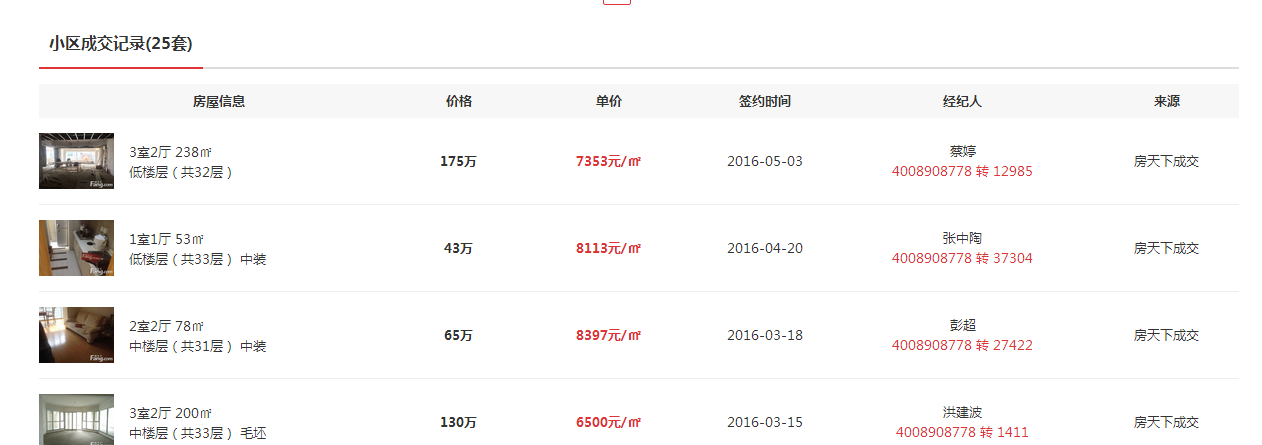 小区成交记录(25套)
房屋信息 价格 单价 签约时间 经纪人 来源
3室2厅 238㎡
低楼层 ( 共32层 )
175万 7353元/㎡ 2016-05-03
蔡婷
4008908778 转 12985
房天下成交
1室1厅 53㎡
低楼层 ( 共33层 ) 中装
43万 8113元/㎡ 2016-04-20
张中陶
4008908778 转 37304
房天下成交
2室2厅 78㎡
中楼层 ( 共31层 ) 中装
65万 8397元/㎡ 2016-03-18
彭超
4008908778 转 27422
房天下成交
3室2厅 200㎡
中楼层 ( 共33层 ) 毛坯
130万 6500元/㎡ 2016-03-15
洪建波
4008908778 转 1411
房天下成交